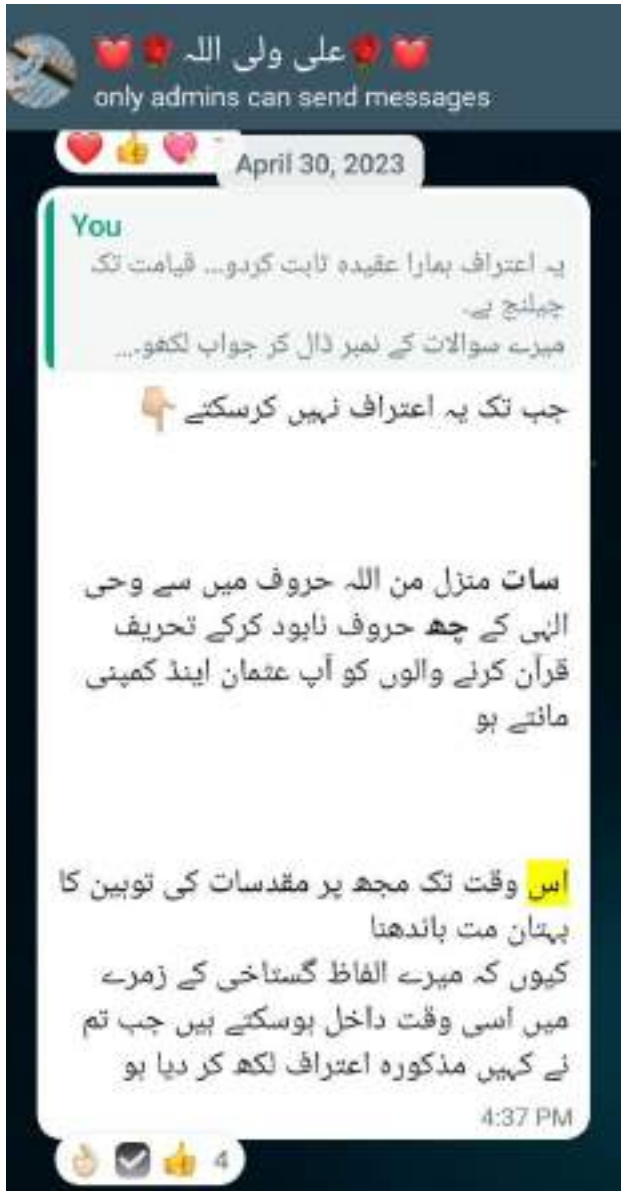 💓🌹علی ولی اللہ 🌹💓
only admins can send messages
April 30, 2023
You
یہ اعتراف ہمارا عقیدہ ثابت کردو... قیامت تک
چیلنج ہے۔
میرے سوالات کے نمبر ڈال کر جواب لکھو....
جب تک یہ اعتراف نہیں کرسکتے 👇🏻
سات منزل من اللہ حروف میں سے وحی
الہٰی کے چھ حروف نابود کرکے تحریف
قرآن کرنے والوں کو آپ عثمان اینڈ کمپنی
مانتے ہو
اس وقت تک مجھ پر مقدسات کی توہین کا
بہتان مت باندھنا
کیوں کہ میرے الفاظ گستاخی کے زمرے
میں اسی وقت داخل ہوسکتے ہیں جب تم
نے کہیں مذکورہ اعتراف لکھ کر دیا ہو
4:37 PM
4